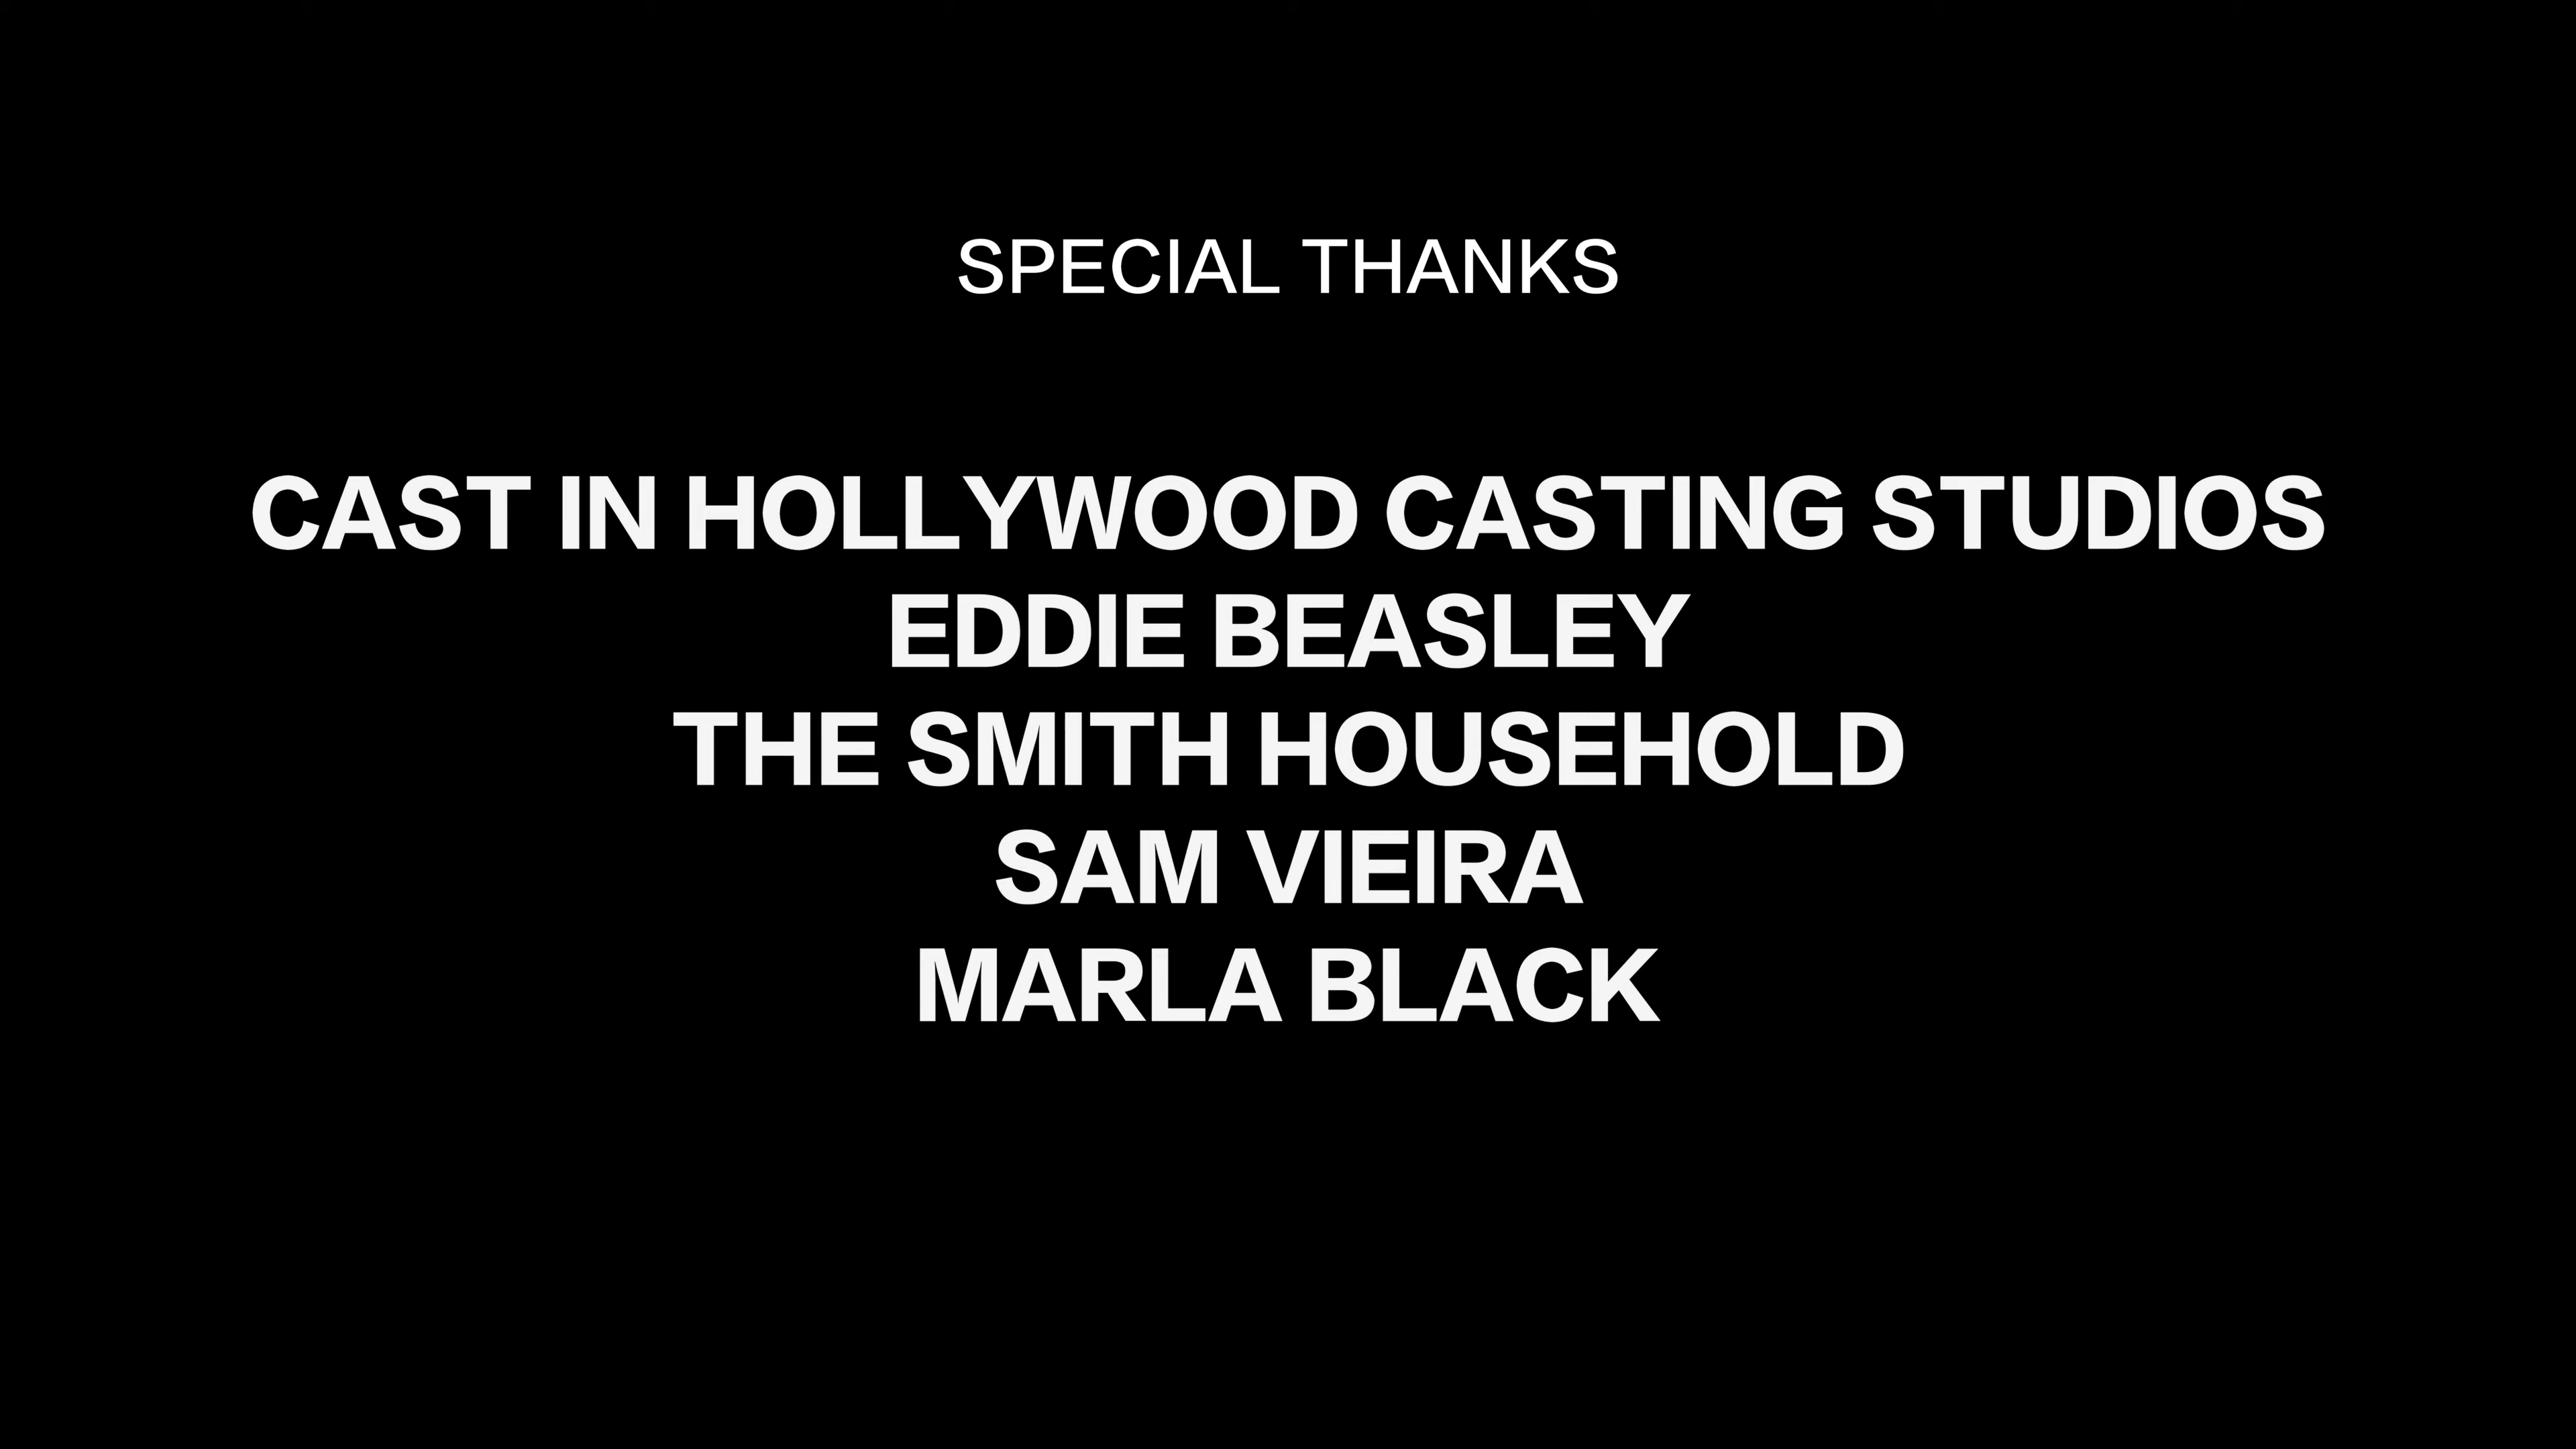 SPECIAL THANKS
CAST IN HOLLYWOOD CASTING STUDIOS
EDDIE BEASLEY
THE SMITH HOUSEHOLD
SAM VIEIRA
MARLA BLACK